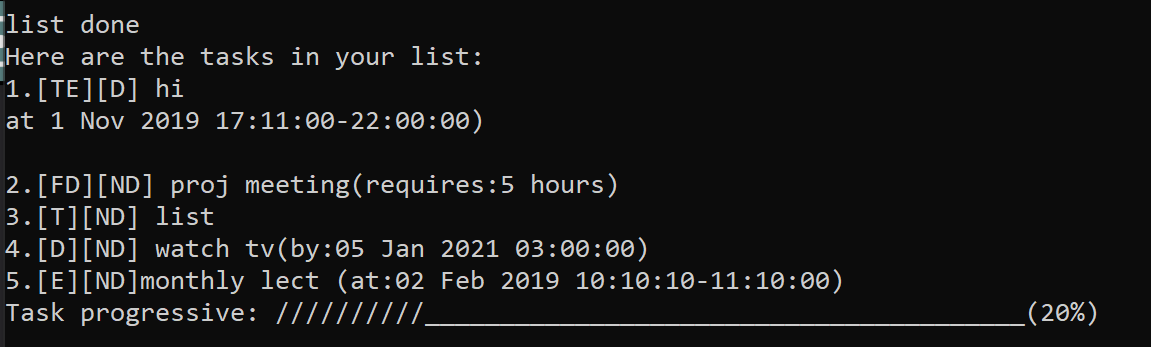 list done
Here are the tasks in your list:
1.[TE][D] hi
at 1 Nov 2019 17:11:00-22:00:00)
2.[FD][ND] proj meeting(requires:5 hours)
3.[T][ND] list
4.[D][ND] watch tv(by:05 Jan 2021 03:00:00)
5.[E][ND]monthly lect (at:02 Feb 2019 10:10:10-11:10:00)
Task progressive: //////////________________________________________(20%)